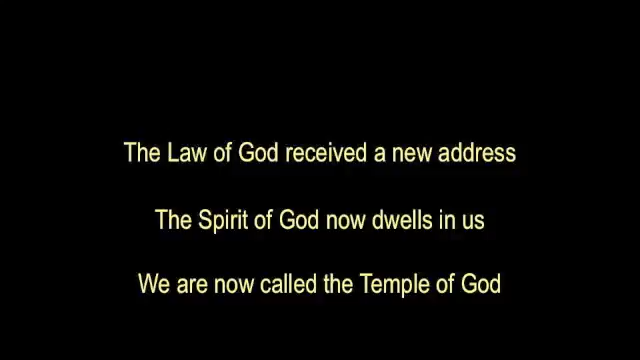 The Law of God received a new address
The Spirit of God now dwells in us
We are now called the Temple of God